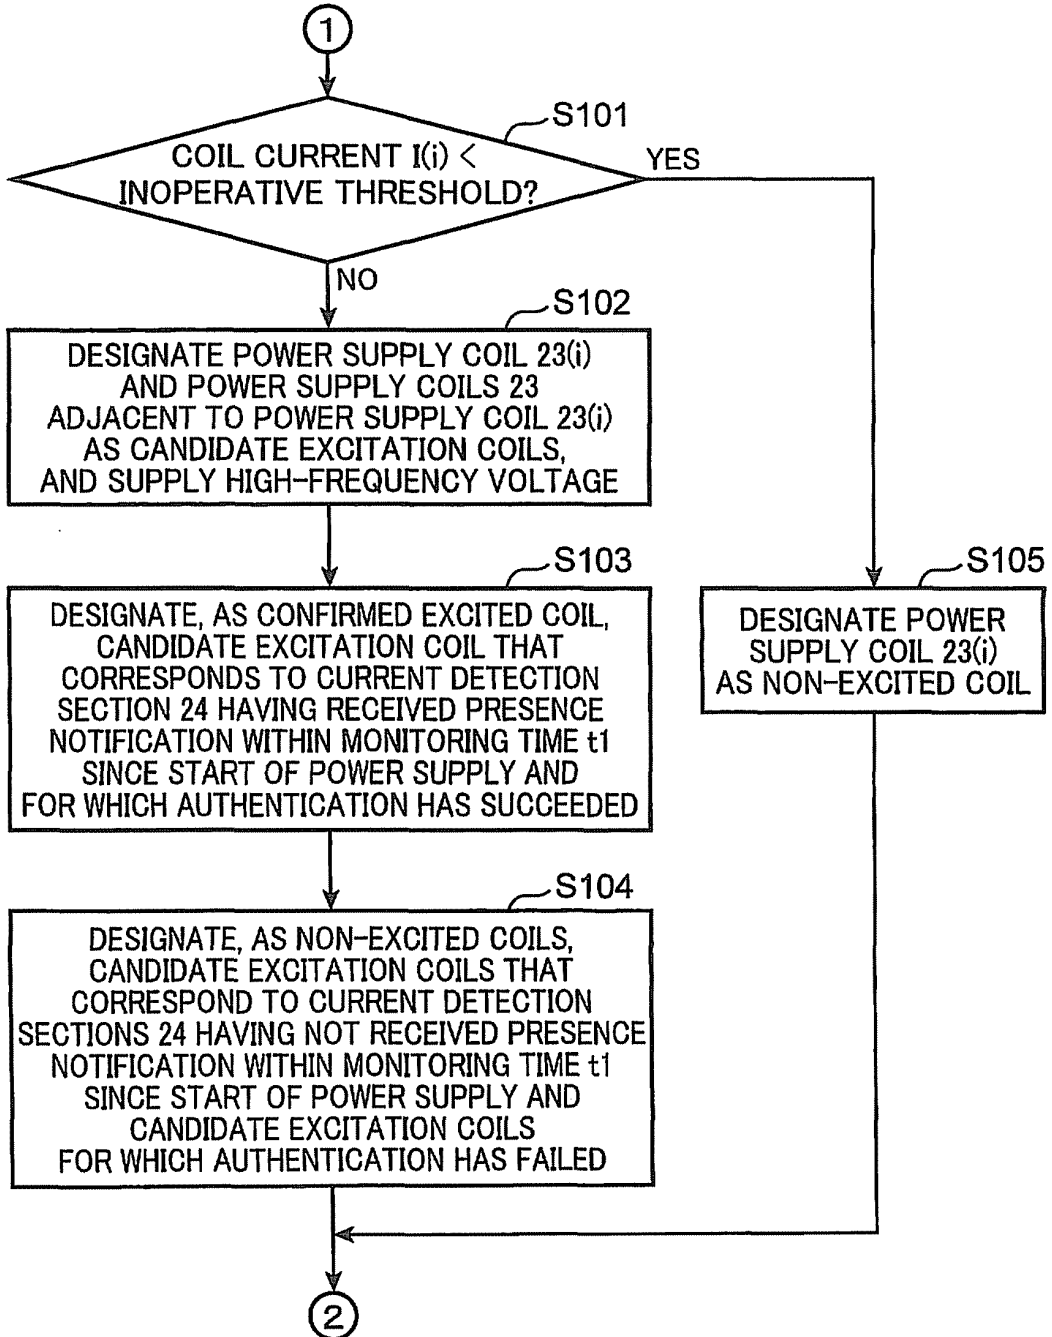 1
S101
COIL CURRENT I(i) <
INOPERATIVE THRESHOLD?
YES
NO
S102
DESIGNATE POWER SUPPLY COIL 23(i)
AND POWER SUPPLY COILS 23
ADJACENT TO POWER SUPPLY COIL 23(i)
AS CANDIDATE EXCITATION COILS,
AND SUPPLY HIGH-FREQUENCY VOLTAGE
S103
DESIGNATE, AS CONFIRMED EXCITED COIL,
CANDIDATE EXCITATION COIL THAT
CORRESPONDS TO CURRENT DETECTION
SECTION 24 HAVING RECEIVED PRESENCE
NOTIFICATION WITHIN MONITORING TIME t1
SINCE START OF POWER SUPPLY AND
FOR WHICH AUTHENTICATION HAS SUCCEEDED
S105
DESIGNATE POWER
SUPPLY COIL 23(i)
AS NON-EXCITED COIL
S104
DESIGNATE, AS NON-EXCITED COILS,
CANDIDATE EXCITATION COILS THAT
CORRESPOND TO CURRENT DETECTION
SECTIONS 24 HAVING NOT RECEIVED PRESENCE
NOTIFICATION WITHIN MONITORING TIME t1
SINCE START OF POWER SUPPLY AND
CANDIDATE EXCITATION COILS
FOR WHICH AUTHENTICATION HAS FAILED
2